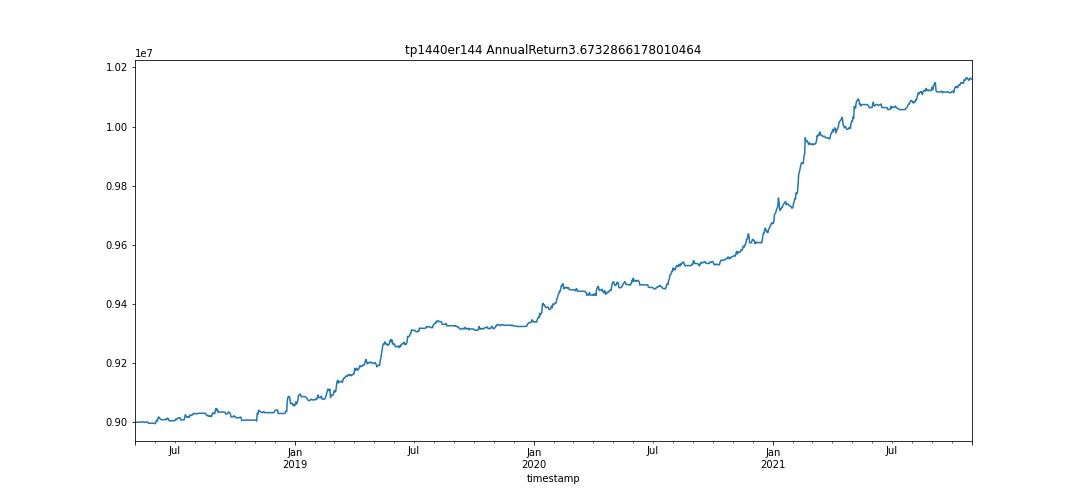 tp1440er144 AnnualReturn3.6732866178010464
1e7
1.02
1.00
0.98
0.96
0.94
0.92
0.90
Jul Jan Jul Jan Jul Jan Jul
2019 2020 2021
timestamp